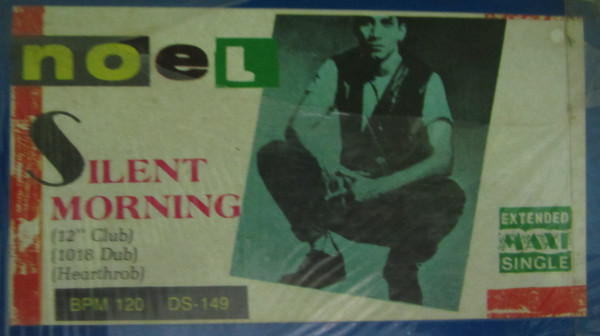 noel
SILENT
MORNING
(12" Club)
(1018 Dub)
(Hearthrob)
BPM 120 DS-149
EXTENDED
MAXI
SINGLE